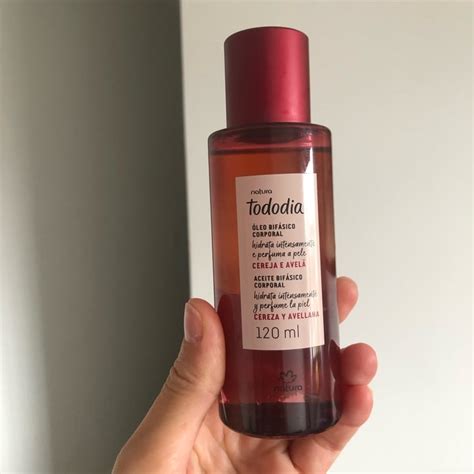 natura
Tododia
ÓLEO BIFÁSICO
CORPORAL
hidrata intensamente
e perfuma a pele
CEREJA E AVELÃ
ACEITE BIFÁSICO
CORPORAL
hidrata intensamente
y perfume la piel
CEREZA Y AVELLANA
120 ml
natura